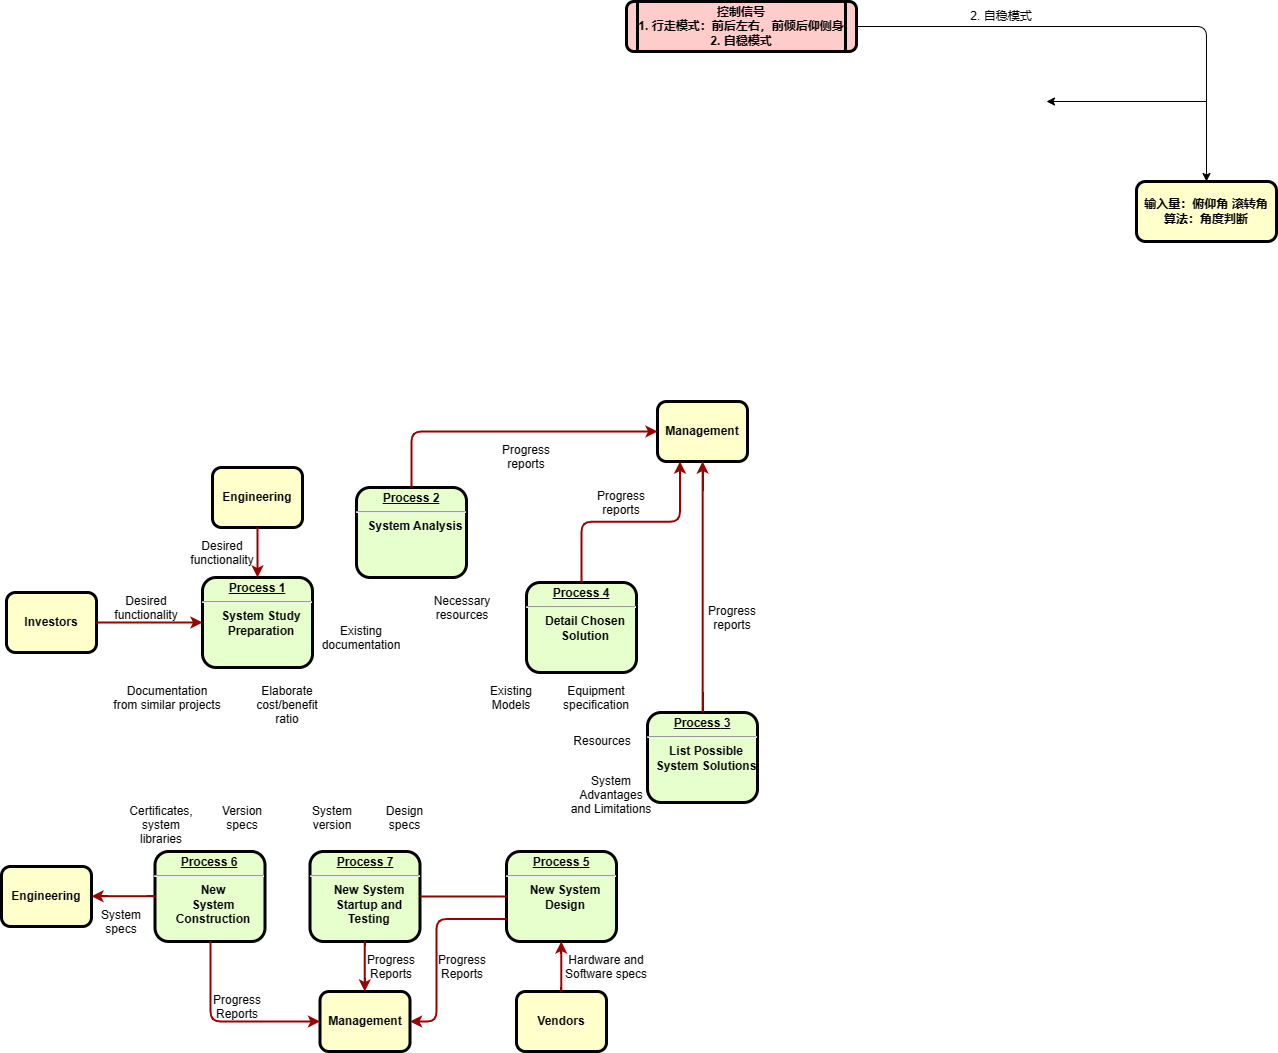 控制信号
1. 行走模式：前后左右，前倾后仰侧身
2. 自稳模式
2. 自稳模式
输入量：俯仰角 滚转角
算法：角度判断
Management
Progress
reports
Engineering
Process 2
System Analysis
Progress
reports
Desired
functionality
Process 1
System Study
Preparation
Process 4
Detail Chosen
Solution
Investors
Desired
functionality
Necessary
resources
Progress
reports
Existing
documentation
Documentation
from similar projects
Elaborate
cost/benefit
ratio
Existing
Models
Equipment
specification
Process 3
List Possible
System Solutions
Resources
System
Advantages
and Limitations
Certificates,
system
libraries
Version
specs
System
version
Design
specs
Process 6
New
System
Construction
Process 7
New System
Startup and
Testing
Process 5
New System
Design
Engineering
System
specs
Progress
Reports
Progress
Reports
Hardware and
Software specs
Progress
Reports
Management
Vendors